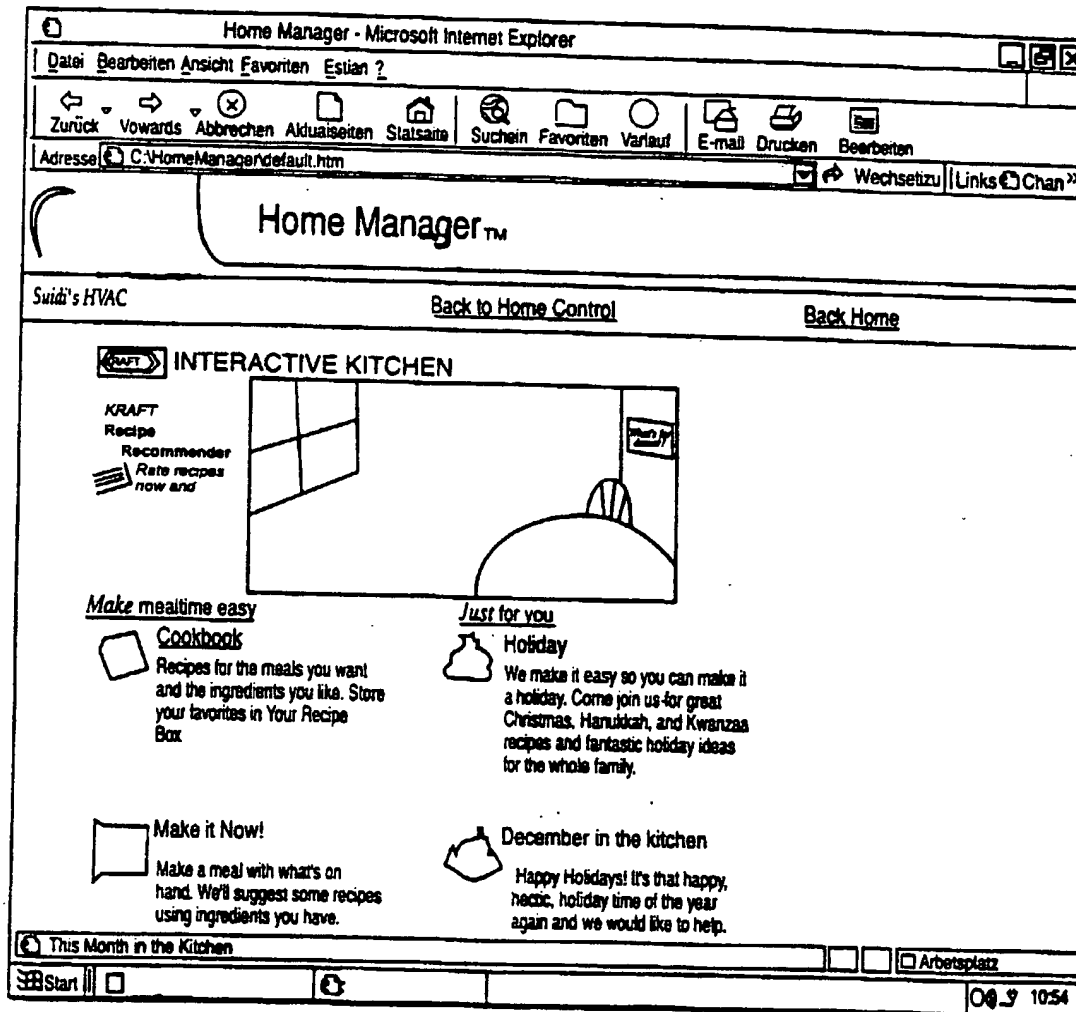 Home Manager - Microsoft Internet Explorer
Datei Bearbeiten Ansicht Favoriten Estian ?
Zurück Vowards Abbrechen Aktuaiseiten Statsaite Suchein Favoriten Varlauf E-mail Drucken Bearbeiten
Adresse C:\HomeManager\default.htm Wechsetizu Links Chan »
Home Manager TM
Suidi's HVAC Back to Home Control Back Home
KRAFT INTERACTIVE KITCHEN
KRAFT
Recipe
Recommender
Rate recipes
now and
What's for
Make mealtime easy
Cookbook
Recipes for the meals you want
and the ingredients you like. Store
your favorites in Your Recipe
Box
Just for you
Holiday
We make it easy so you can make it
a holiday. Come join us-for great
Christmas, Hanukkah, and Kwanzaa
recipes and fantastic holiday ideas
for the whole family.
Make it Now!
Make a meal with what's on
hand. We'll suggest some recipes
using ingredients you have.
December in the kitchen
Happy Holidays! It's that happy,
hectic, holiday time of the year
again and we would like to help.
This Month in the Kitchen Arbetsplatz
Start 10:54